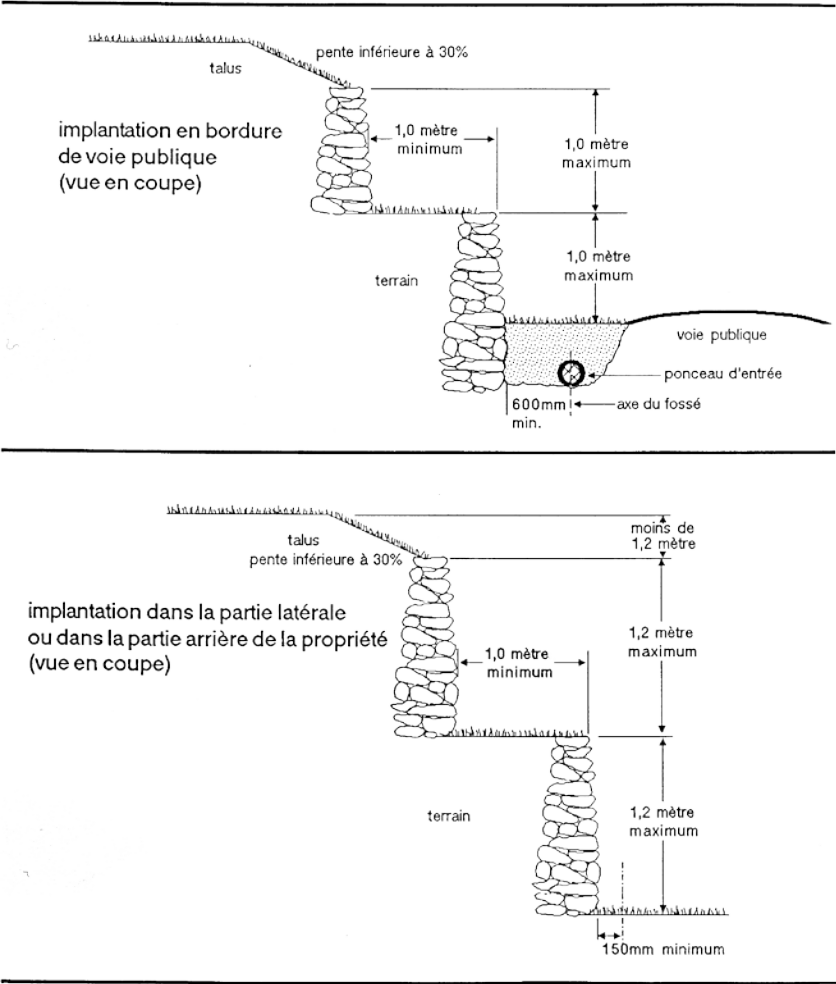 pente inférieure à 30%
talus
implantation en bordure
de voie publique
(vue en coupe)
1,0 mètre
minimum
1,0 mètre
maximum
1,0 mètre
maximum
terrain
voie publique
ponceau d'entrée
600mm
min.
axe du fossé
moins de
1,2 mètre
talus
pente inférieure à 30%
implantation dans la partie latérale
ou dans la partie arrière de la propriété
(vue en coupe)
1,2 mètre
maximum
1,0 mètre
minimum
terrain
1,2 mètre
maximum
150mm minimum